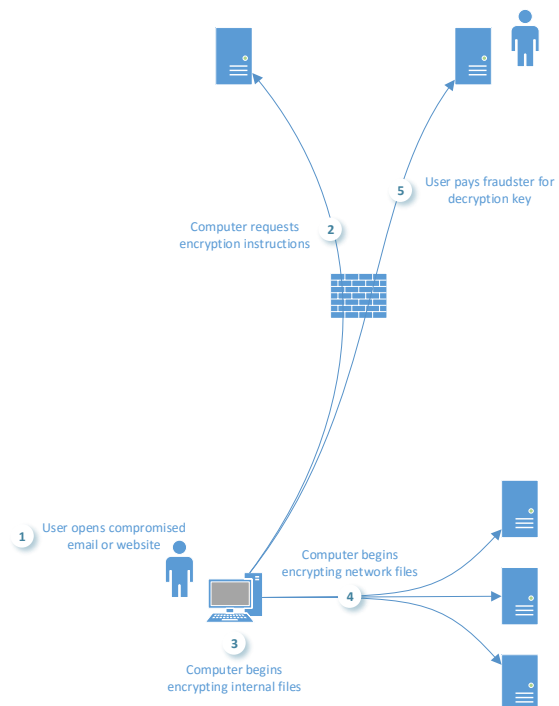 5
User pays fraudster for
decryption key
Computer requests
encryption instructions
2
1
User opens compromised
email or website
Computer begins
encrypting network files
4
3
Computer begins
encrypting internal files